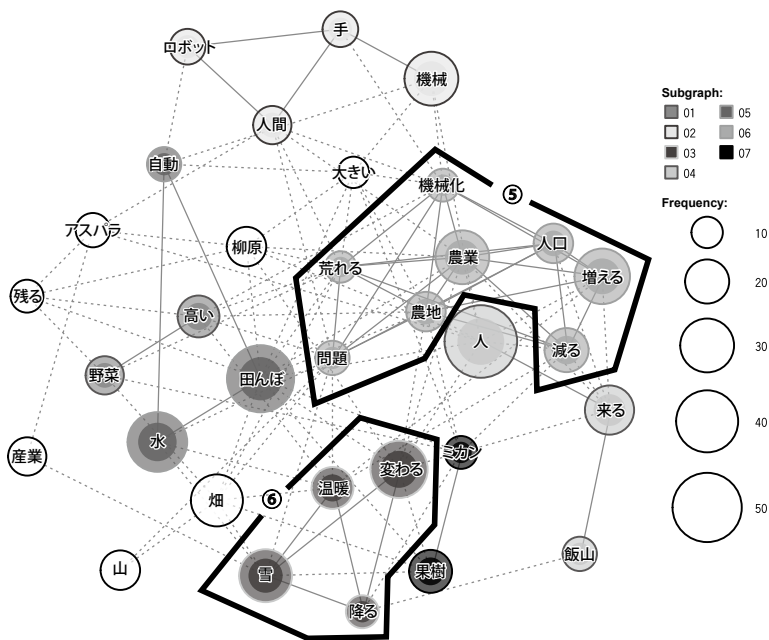 手
ロボット
機械
人間
自動
大きい
機械化
⑤
アスパラ
柳原
人口
農業
荒れる
増える
残る
高い
農地
人
問題
減る
野菜
田んぼ
来る
水
産業
ミカン
変わる
温暖
⑥
畑
山
雪
果樹
飯山
降る
Subgraph:
01 05
02 06
03 07
04
Frequency:
10
20
30
40
50